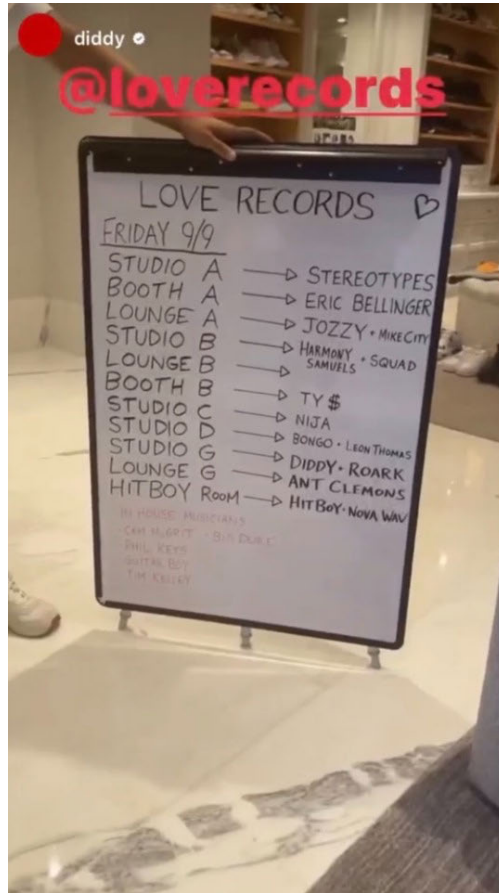 diddy
@loverecords
LOVE RECORDS
FRIDAY 9/9
STUDIO A → STEREOTYPES
BOOTH A → ERIC BELLINGER
LOUNGE A → JOZZY • MIKE CITY
STUDIO B → HARMONY SAMUELS • SQUAD
LOUNGE B →
BOOTH B → TY $
STUDIO C → NIJA
STUDIO D → BONGO • LEON THOMAS
STUDIO G → DIDDY • ROARK
LOUNGE G → ANT CLEMONS
HITBOY ROOM → HITBOY • NOVA WAV
IN HOUSE MUSICIANS
PHIL KEYS
TIM KELLEY